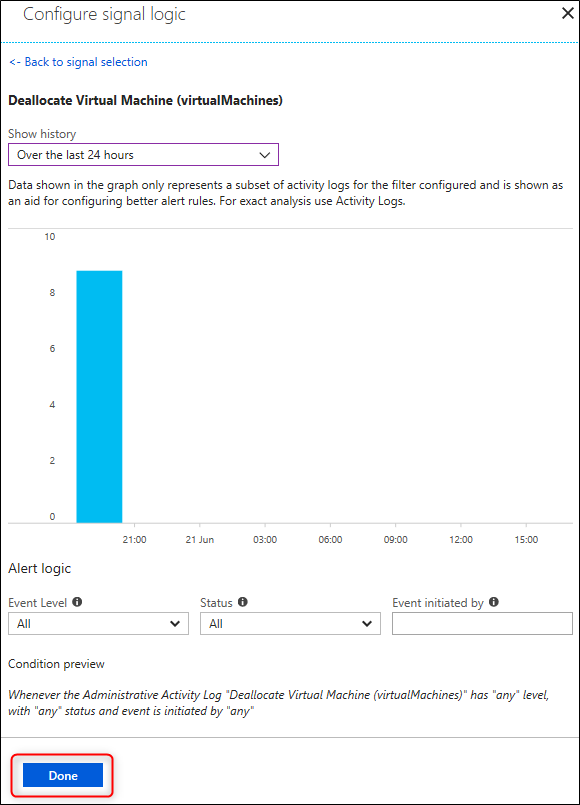 Configure signal logic
<- Back to signal selection
Deallocate Virtual Machine (virtualMachines)
Show history
Over the last 24 hours
Data shown in the graph only represents a subset of activity logs for the filter configured and is shown as
an aid for configuring better alert rules. For exact analysis use Activity Logs.
10
8
6
4
2
0
21:00 21 Jun 03:00 06:00 09:00 12:00 15:00
Alert logic
Event Level Status Event initiated by
All All
Condition preview
Whenever the Administrative Activity Log "Deallocate Virtual Machine (virtualMachines)" has "any" level,
with "any" status and event is initiated by "any"
Done